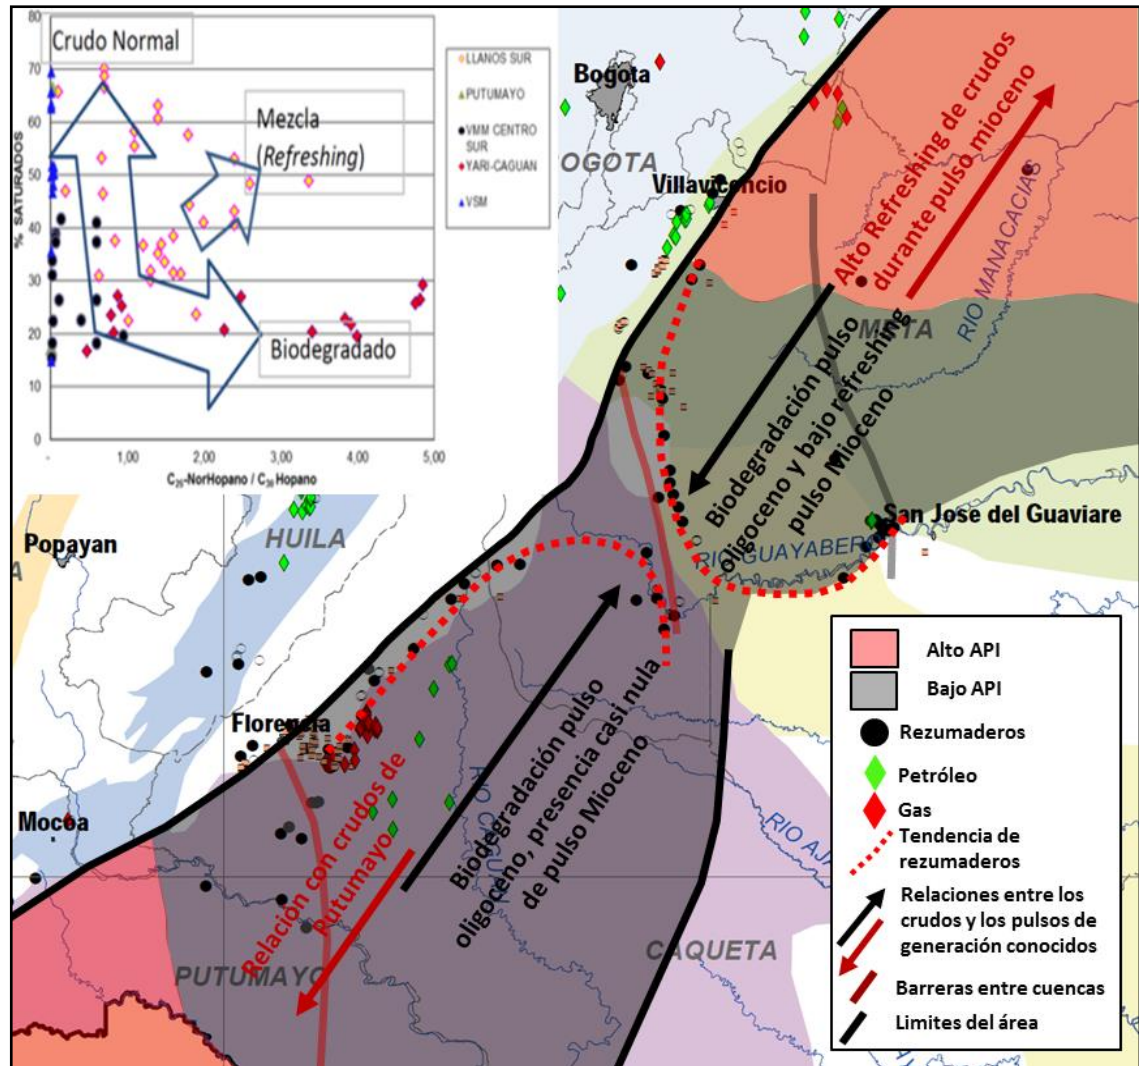 80
70
60
50
40
30
20
10
0
% SATURADOS
Crudo Normal
Mezcla
(Refreshing)
Biodegradado
-
1,00
2,00
3,00
4,00
5,00
C29-NorHopano / C30 Hopano
LLANOS SUR
PUTUMAYO
VMM CENTRO
SUR
YARI-CAGUAN
VSM
Bogota
OGOTA
Villavicencio
Alto Refreshing de crudos
durante pulso mioceno
RIO MANACACIAS
META
Biodegradación pulso
oligoceno y bajo refreshing
pulso Mioceno
San Jose del Guaviare
RIO GUAYABERO
Popayan
A
HUILA
Florencia
Mocoa
Relación con crudos de
Putumayo
Biodegradación pulso
oligoceno, presencia casi nula
de pulso Mioceno
RIO CAGUAN
RIO AJA
PUTUMAYO
CAQUETA
Alto API
Bajo API
Rezumaderos
Petróleo
Gas
Tendencia de
rezumaderos
Relaciones entre los
crudos y los pulsos de
generación conocidos
Barreras entre cuencas
Limites del área